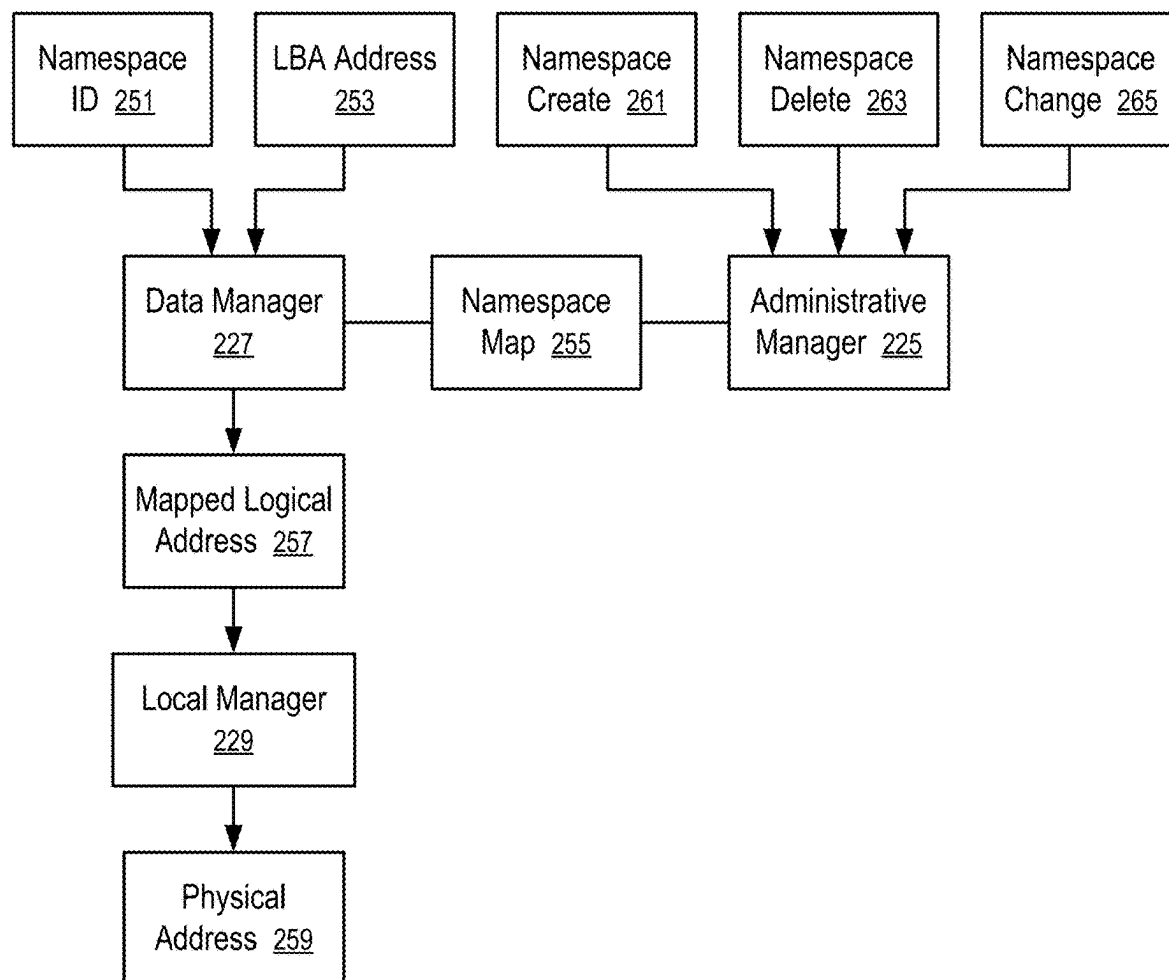 Namespace
ID 251
LBA Address
253
Namespace
Create 261
Namespace
Delete 263
Namespace
Change 265
Data Manager
227
Namespace
Map 255
Administrative
Manager 225
Mapped Logical
Address 257
Local Manager
229
Physical
Address 259